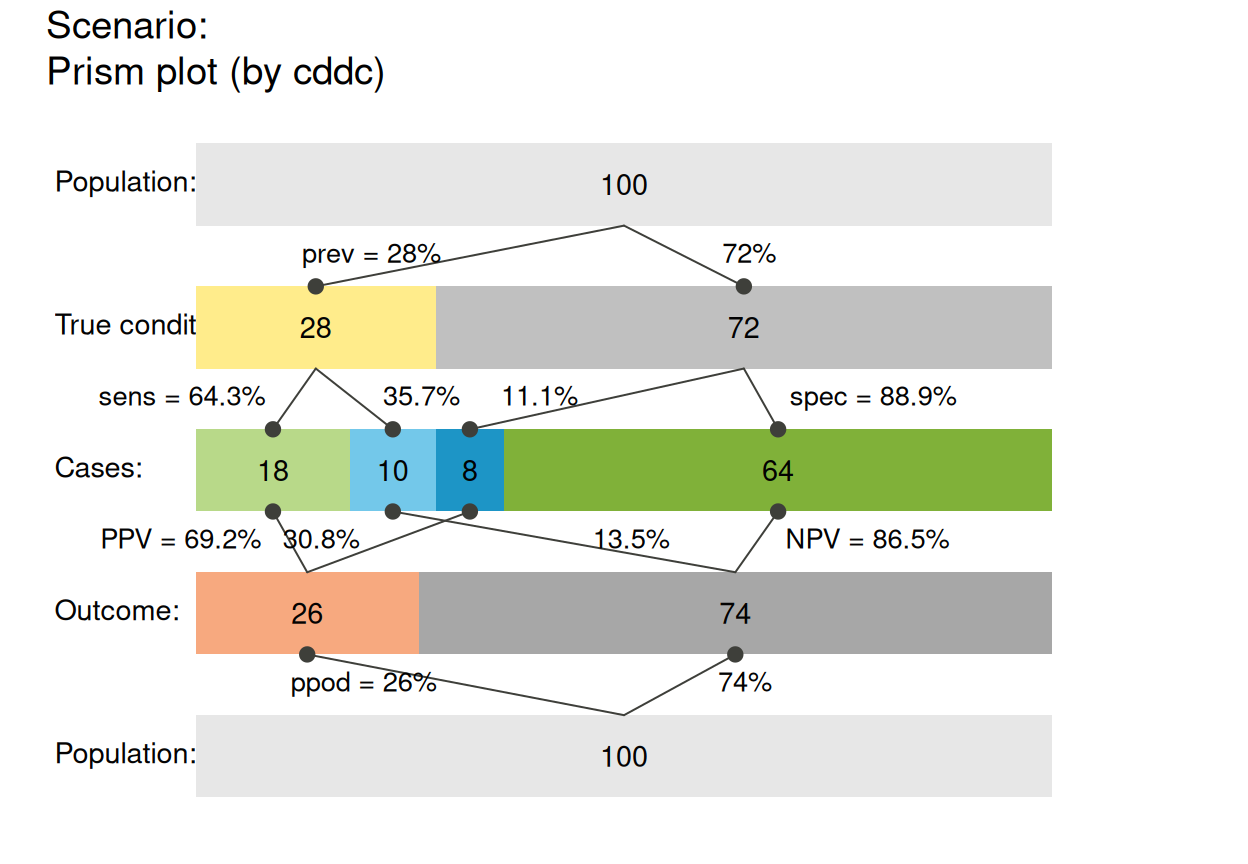 Scenario:
Prism plot (by cddc)
Population:
100
prev = 28%
72%
True condit
28
72
sens = 64.3%
35.7%
11.1%
spec = 88.9%
Cases:
18
10
8
64
PPV = 69.2%
30.8%
13.5%
NPV = 86.5%
Outcome:
26
74
ppod = 26%
74%
Population:
100